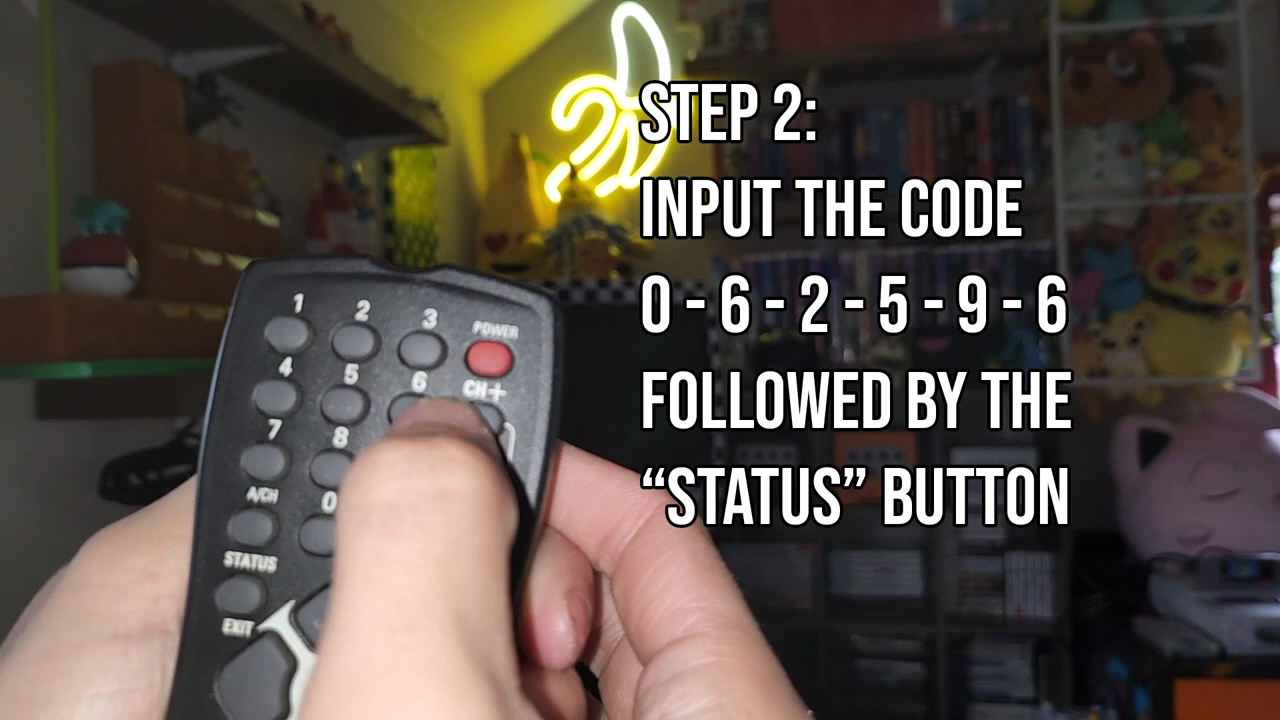 STEP 2:
INPUT THE CODE
0 - 6 - 2 - 5 - 9 - 6
FOLLOWED BY THE
“STATUS” BUTTON
1 2 3 POWER
4 5 6 CH+
7 8
A/CH 0
STATUS
EXIT